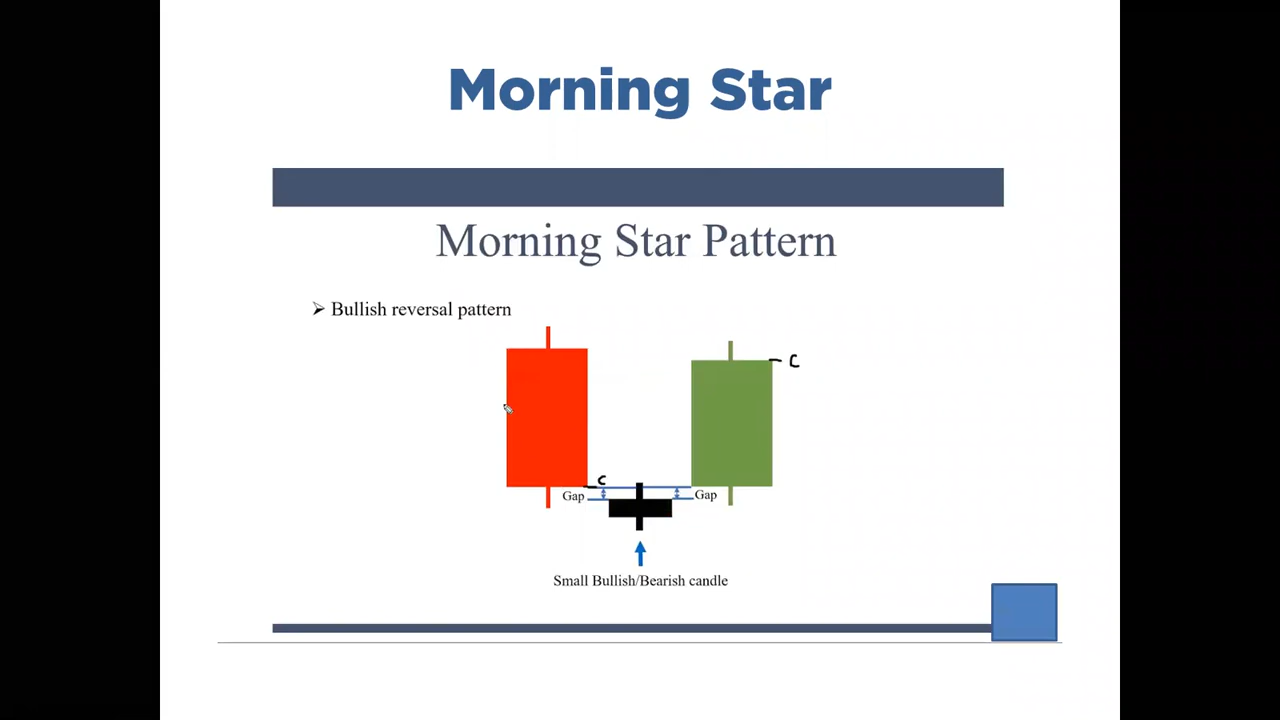 Morning Star
Morning Star Pattern
➢ Bullish reversal pattern
C
C
Gap
Gap
Small Bullish/Bearish candle